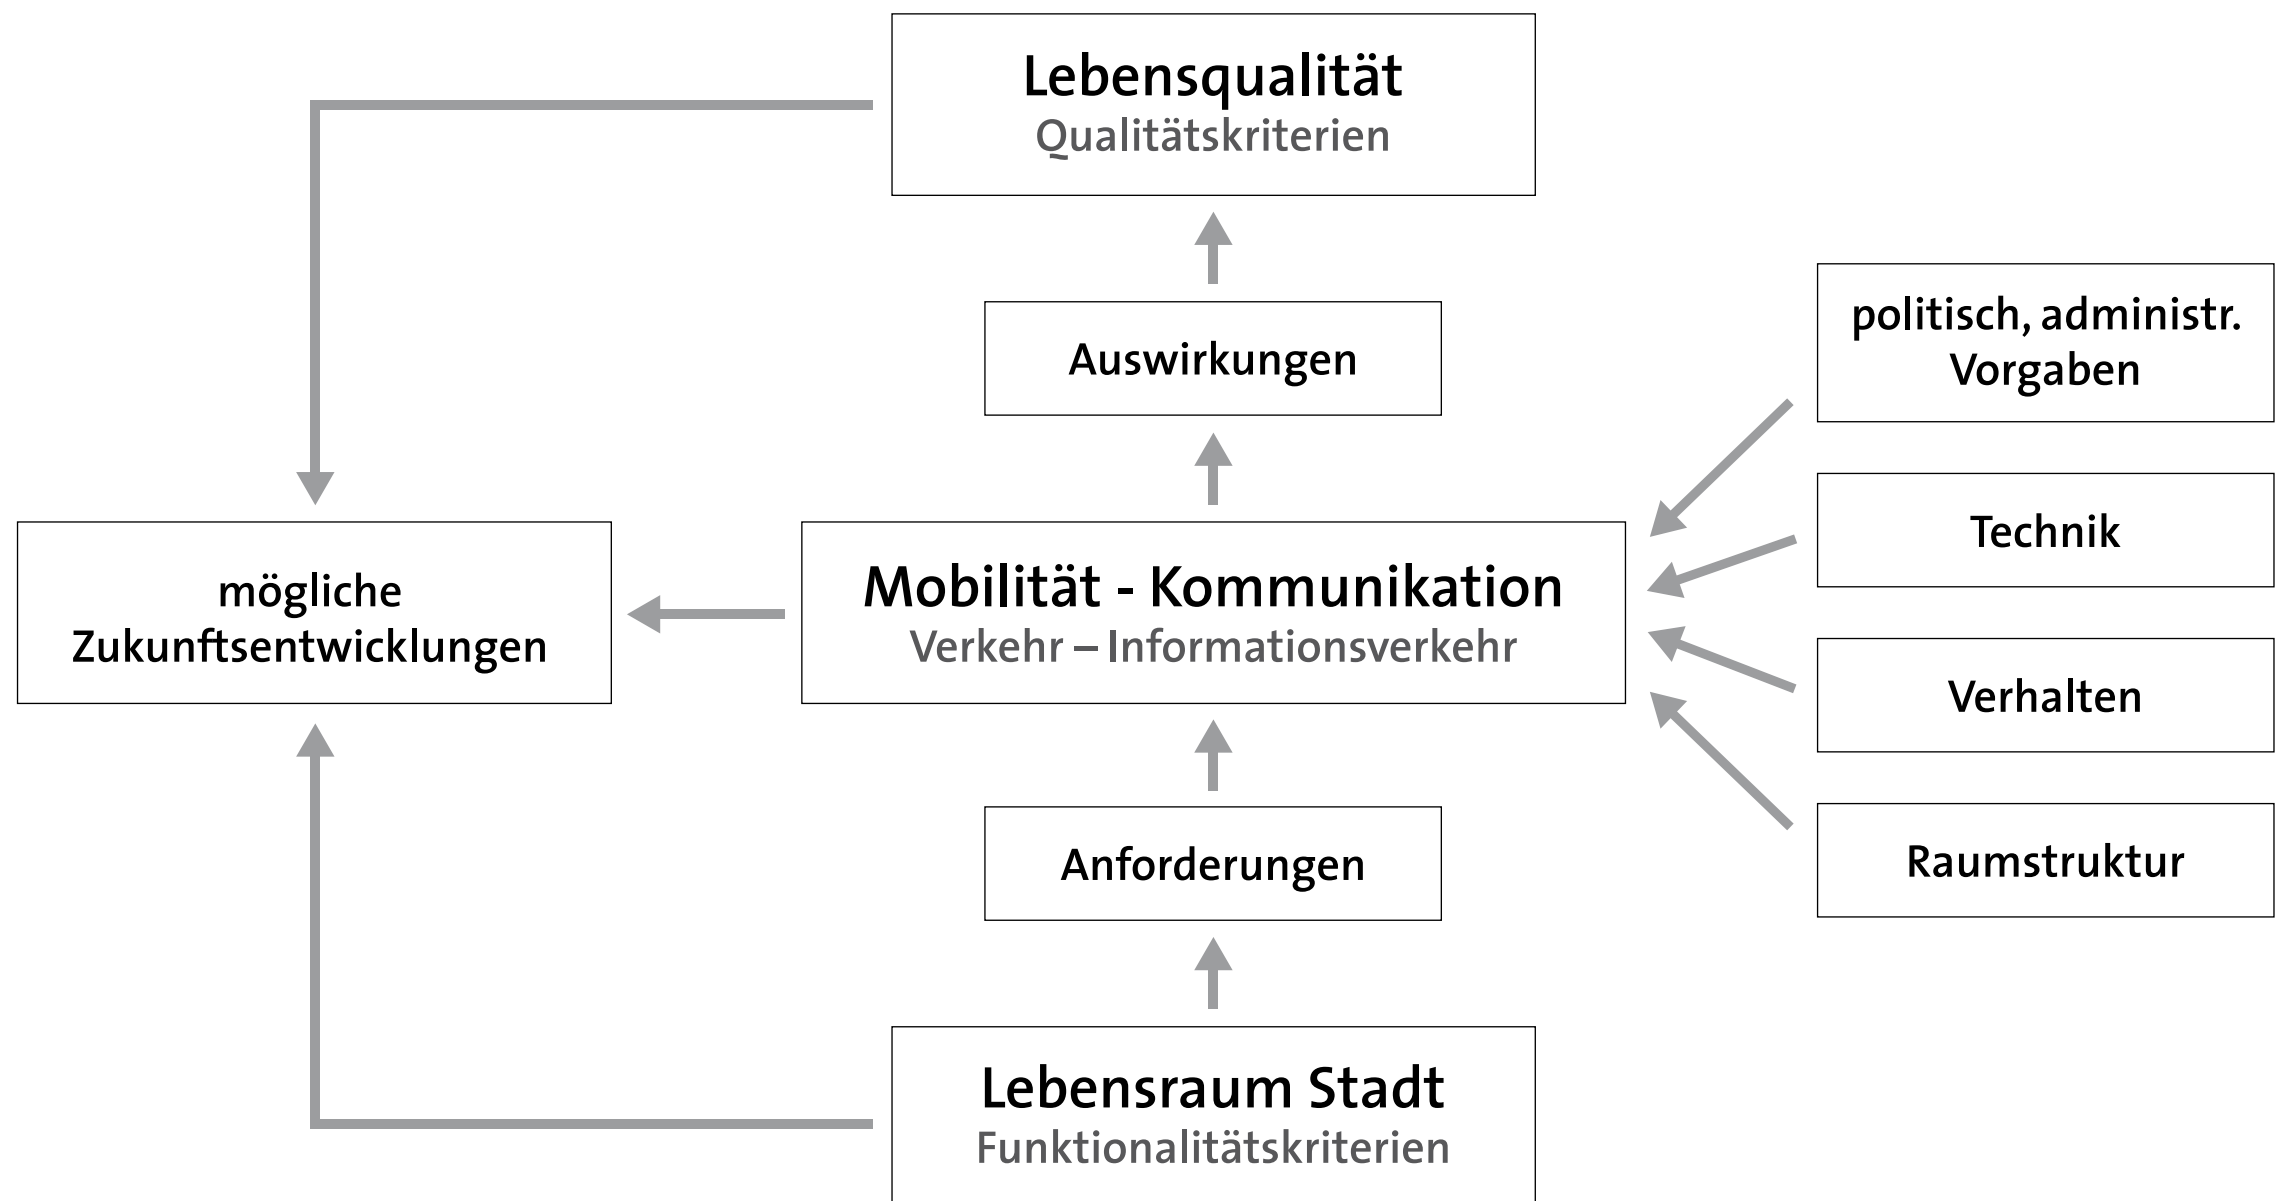 Lebensqualität
Qualitätskriterien
Auswirkungen
politisch, administr.
Vorgaben
Technik
mögliche
Zukunftsentwicklungen
Mobilität - Kommunikation
Verkehr – Informationsverkehr
Verhalten
Anforderungen
Raumstruktur
Lebensraum Stadt
Funktionalitätskriterien